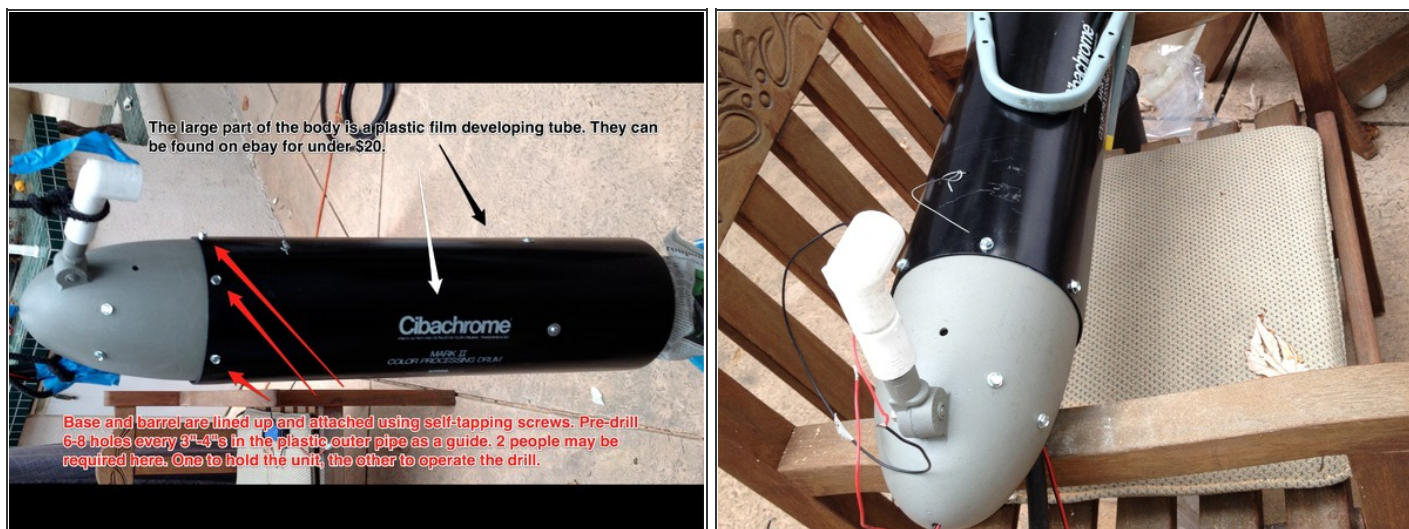 The large part of the body is a plastic film developing tube. They can
be found on ebay for under $20.
Cibachrome
MARK II
COLOR PROCESSING DRUM
Base and barrel are lined up and attached using self-tapping screws. Pre-drill
6-8 holes every 3"-4"s in the plastic outer pipe as a guide. 2 people may be
required here. One to hold the unit, the other to operate the drill.